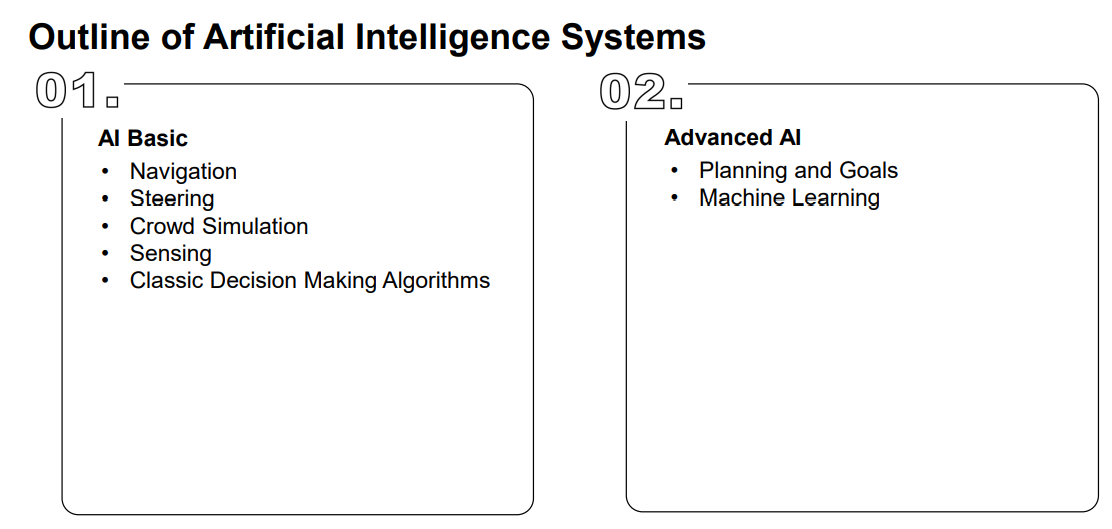 Outline of Artificial Intelligence Systems
01.
AI Basic
• Navigation
• Steering
• Crowd Simulation
• Sensing
• Classic Decision Making Algorithms
02.
Advanced AI
• Planning and Goals
• Machine Learning